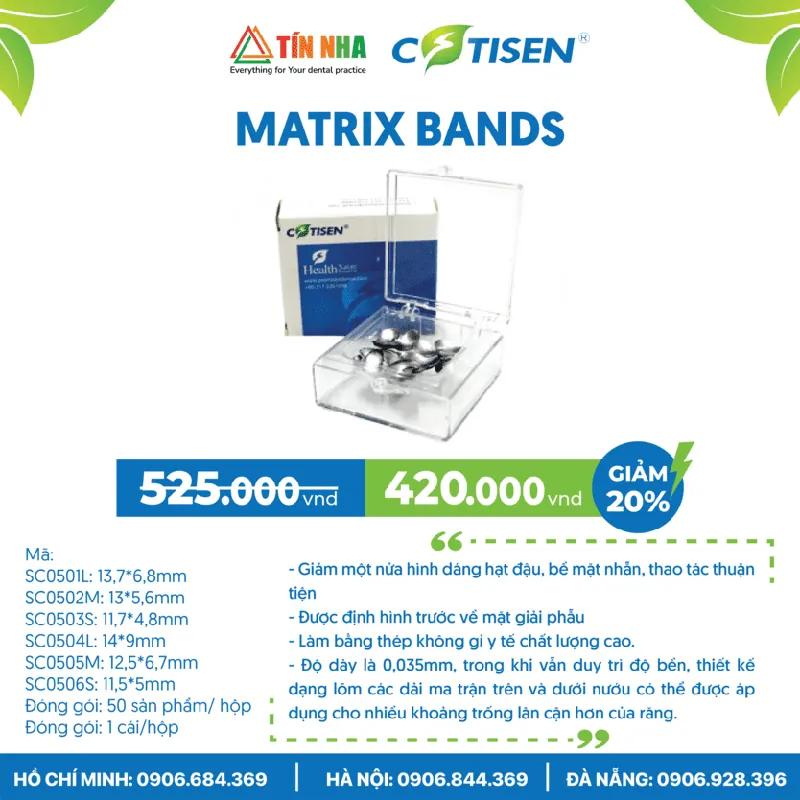 TÍN NHA
Everything for Your dental practice
COTISEN®
MATRIX BANDS
COTISEN®
Health
525.000 vnd
420.000 vnd
GIẢM
20%
Mã:
SC0501L: 13,7*6,8mm
SC0502M: 13*5,6mm
SC0503S: 11,7*4,8mm
SC0504L: 14*9mm
SC0505M: 12,5*6,7mm
SC0506S: 11,5*5mm
Đóng gói: 50 sản phẩm/ hộp
Đóng gói: 1 cái/hộp
- Giảm một nửa hình dáng hạt đậu, bề mặt nhẵn, thao tác thuận
tiện
- Được định hình trước về mặt giải phẫu
- Làm bằng thép không gỉ y tế chất lượng cao.
- Độ dày là 0,035mm, trong khi vẫn duy trì độ bền, thiết kế
dạng lõm các dải ma trận trên và dưới nướu có thể được áp
dụng cho nhiều khoảng trống lân cận hơn của răng.
HỒ CHÍ MINH: 0906.684.369 | HÀ NỘI: 0906.844.369 | ĐÀ NẴNG: 0906.928.396